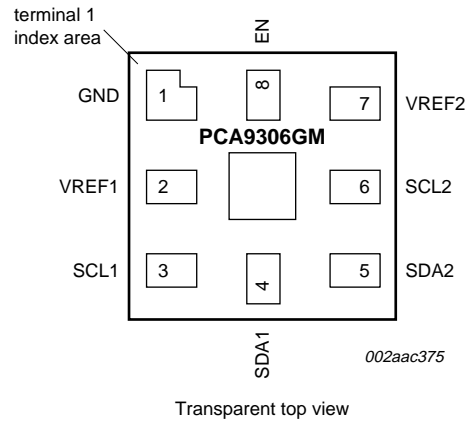 terminal 1
index area
EN
GND
1
8
7
VREF2
PCA9306GM
VREF1
2
6
SCL2
SCL1
3
4
5
SDA2
SDA1
002aac375
Transparent top view